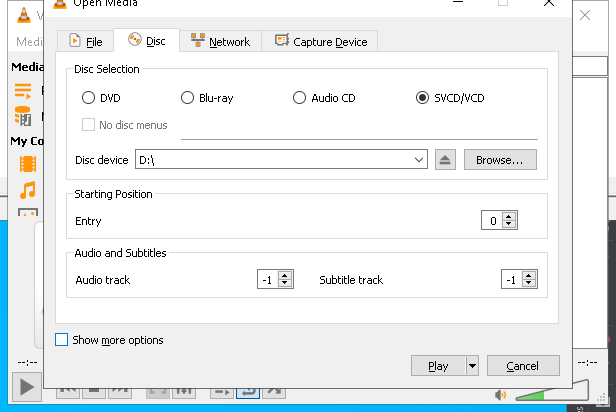 Open Media
V
Medi
File
Disc
Network
Capture Device
Media
Disc Selection
DVD
Blu-ray
Audio CD
SVCD/VCD
No disc menus
My Co
Disc device
D:\
Browse...
Starting Position
Entry
0
Audio and Subtitles
Audio track
-1
Subtitle track
-1
Show more options
--:--
--:--
Play
Cancel